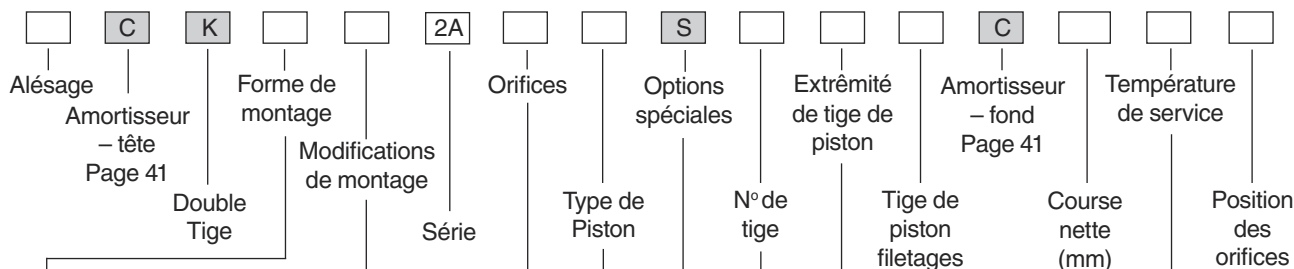 C K 2A S C
Alésage
Amortisseur
– tête
Page 41
Double
Tige
Forme de
montage
Modifications
de montage
Série
Orifices
Type de
Piston
Options
spéciales
Nº de
tige
Extrêmité
de tige de
piston
Tige de
piston
filetages
Amortisseur
– fond
Page 41
Course
nette
(mm)
Température
de service
Position
des
orifices